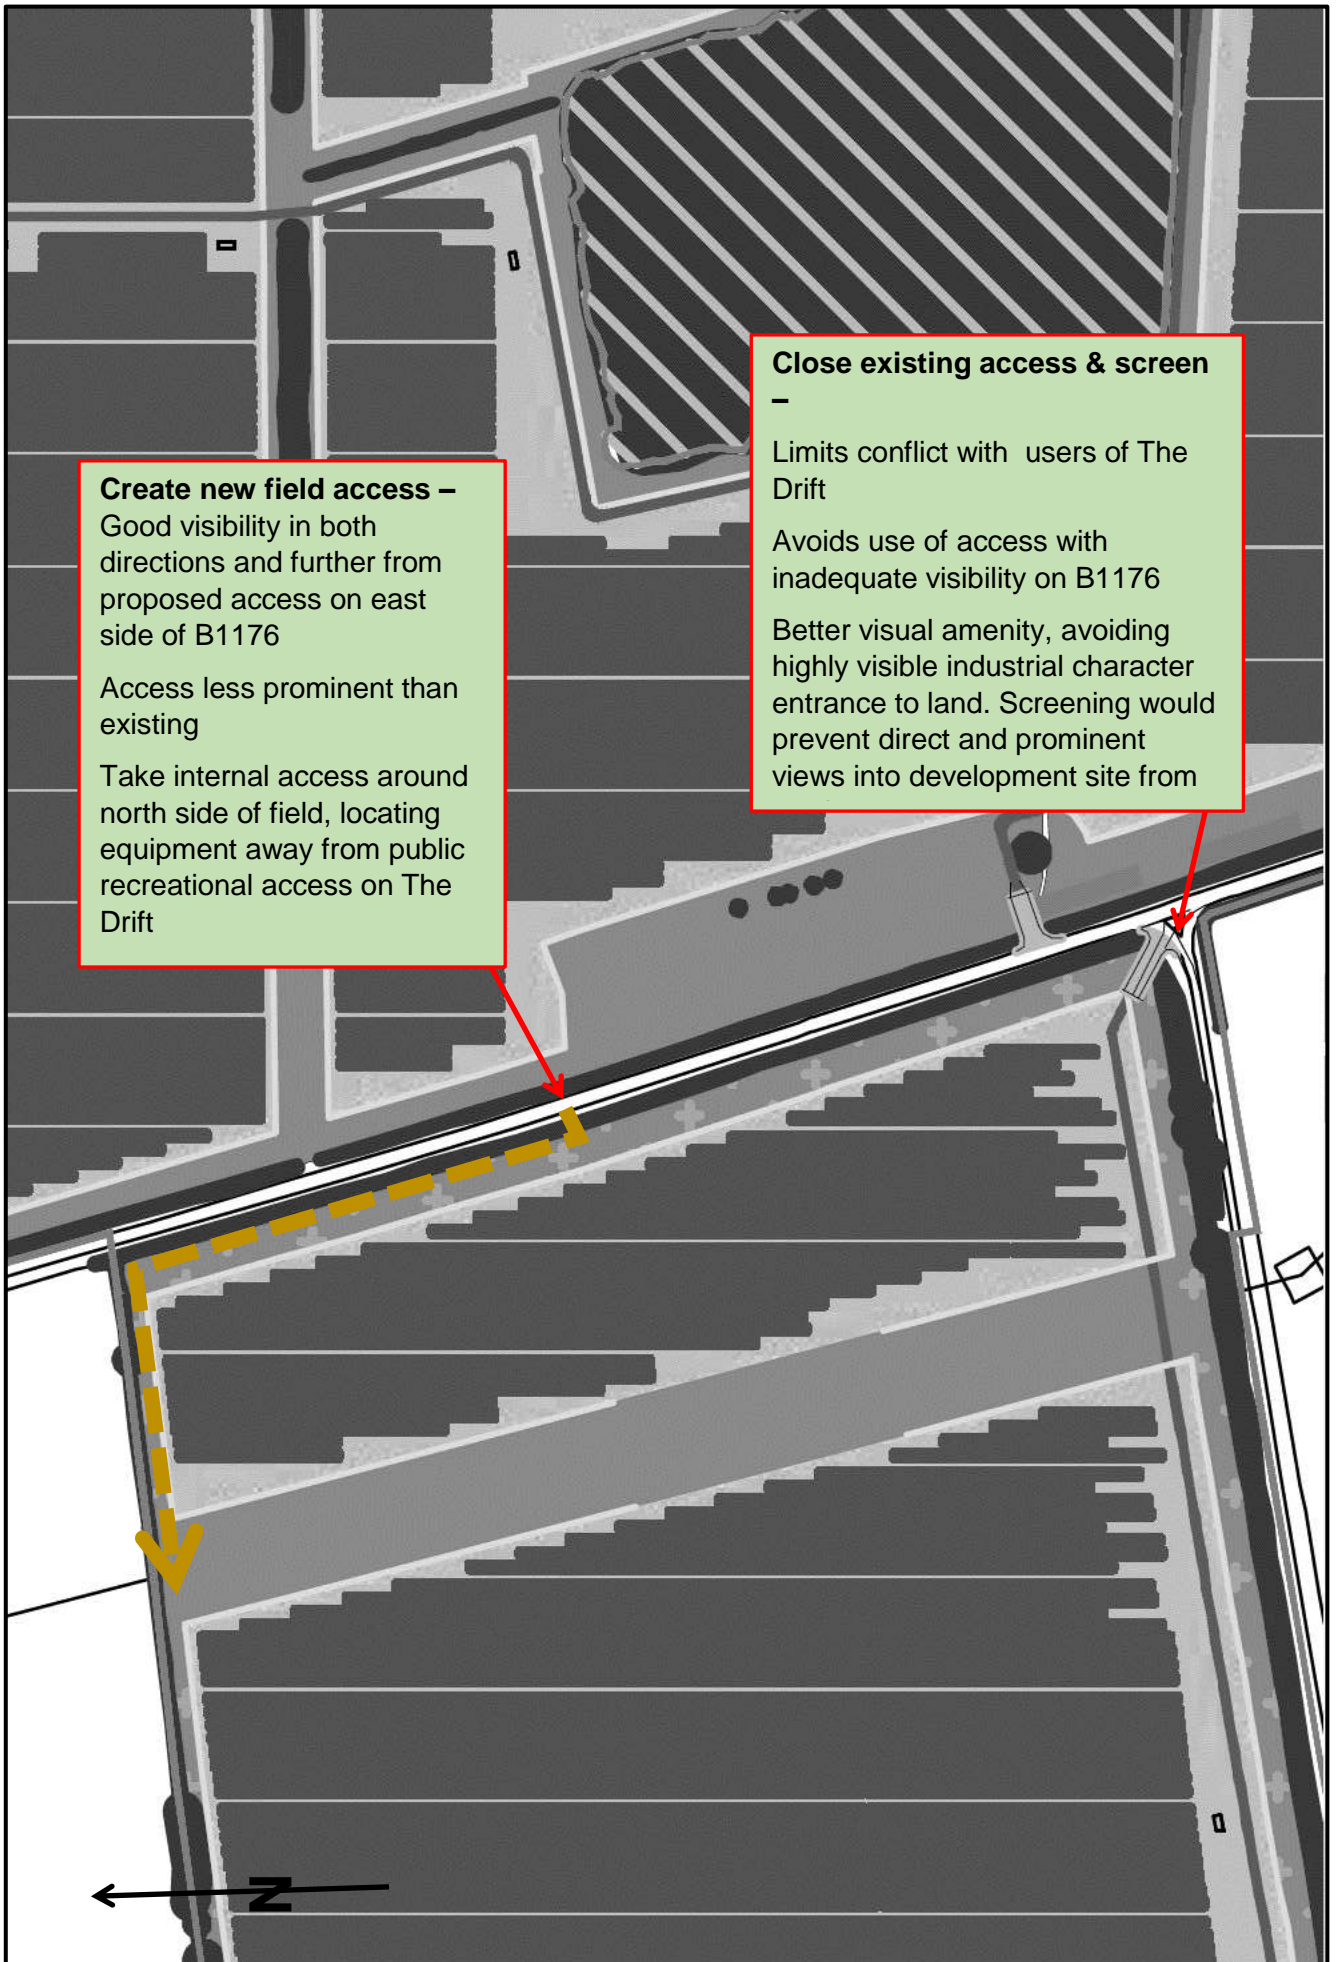 Close existing access & screen
–
Limits conflict with users of The
Drift
Avoids use of access with
inadequate visibility on B1176
Better visual amenity, avoiding
highly visible industrial character
entrance to land. Screening would
prevent direct and prominent
views into development site from
Create new field access –
Good visibility in both
directions and further from
proposed access on east
side of B1176
Access less prominent than
existing
Take internal access around
north side of field, locating
equipment away from public
recreational access on The
Drift
N